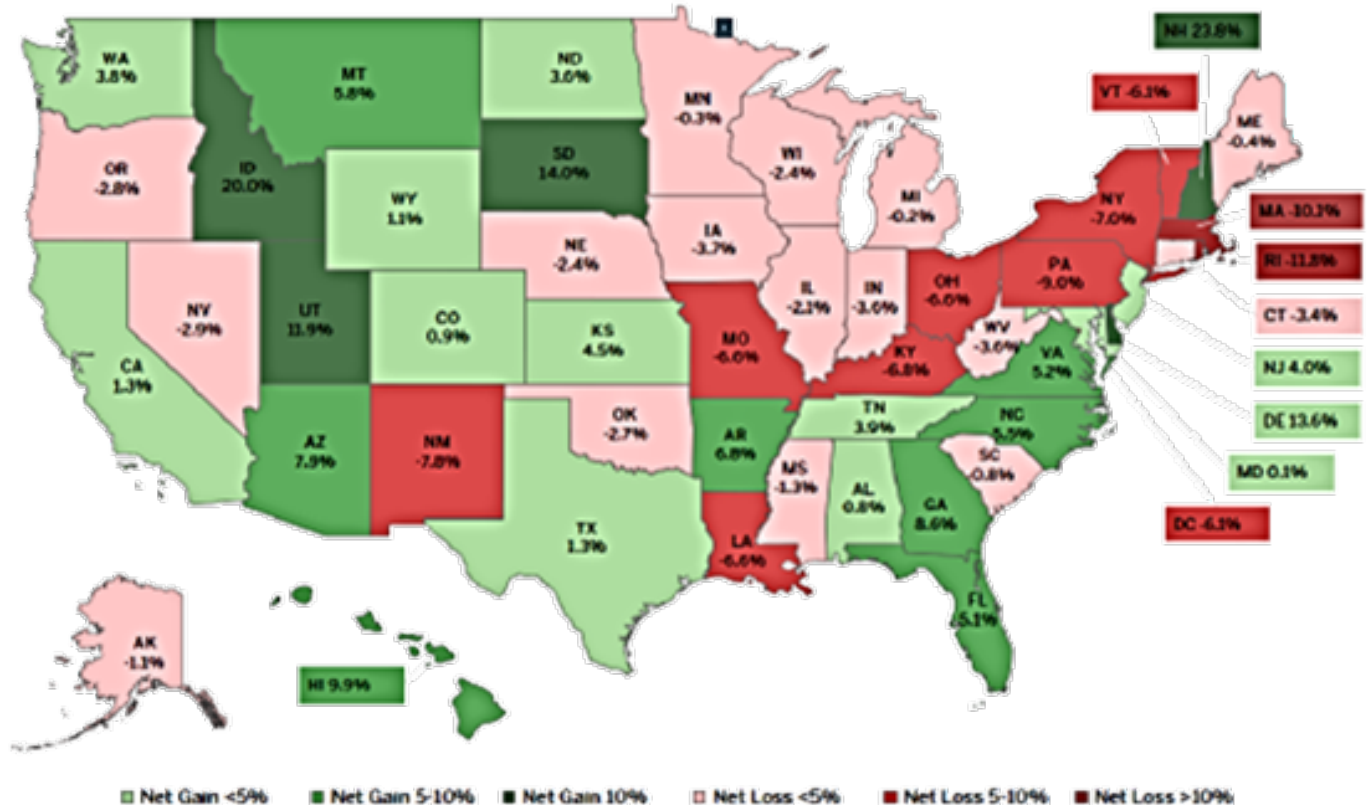 NH 23.8%
WA
3.8%
MT
5.8%
ND
3.6%
MN
-0.3%
VT -6.1%
ME
-0.4%
OR
-2.8%
ID
20.0%
SD
14.0%
WI
-2.4%
MI
-0.2%
NY
-7.0%
MA
WY
1.1%
IA
-3.7%
NE
-2.4%
PA
-9.0%
RI -11.8%
NV
-2.9%
UT
11.9%
CO
0.9%
KS
4.5%
MO
-6.6%
IL
-2.1%
IN
-3.6%
OH
-6.6%
WV
-3.6%
CT -3.4%
CA
1.3%
KY
-6.8%
VA
5.2%
NJ 4.0%
AZ
7.9%
NM
-7.8%
OK
-2.7%
AR
6.8%
TN
3.9%
NC
5.5%
DE 13.6%
MS
-1.3%
AL
0.8%
GA
8.6%
SC
-0.8%
MD 0.1%
TX
1.3%
LA
-6.6%
DC -6.1%
FL
5.1%
AK
-1.1%
HI 9.9%
Net Gain <5% Net Gain 5-10% Net Gain 10% Net Loss <5% Net Loss 5-10% Net Loss >10%